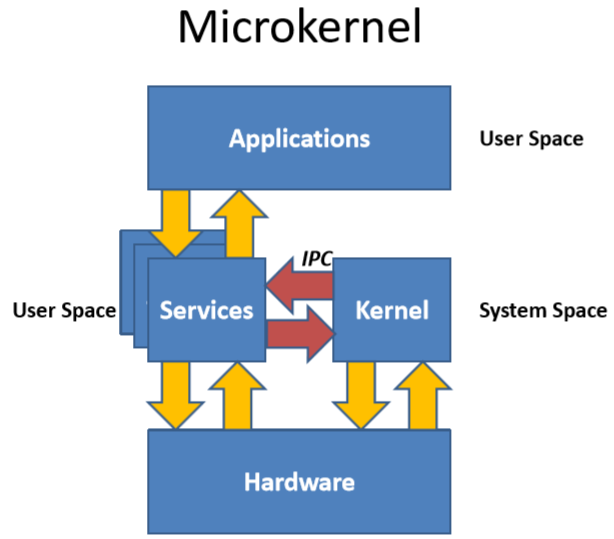 Microkernel
Applications
User Space
IPC
User Space
Services
Kernel
System Space
Hardware